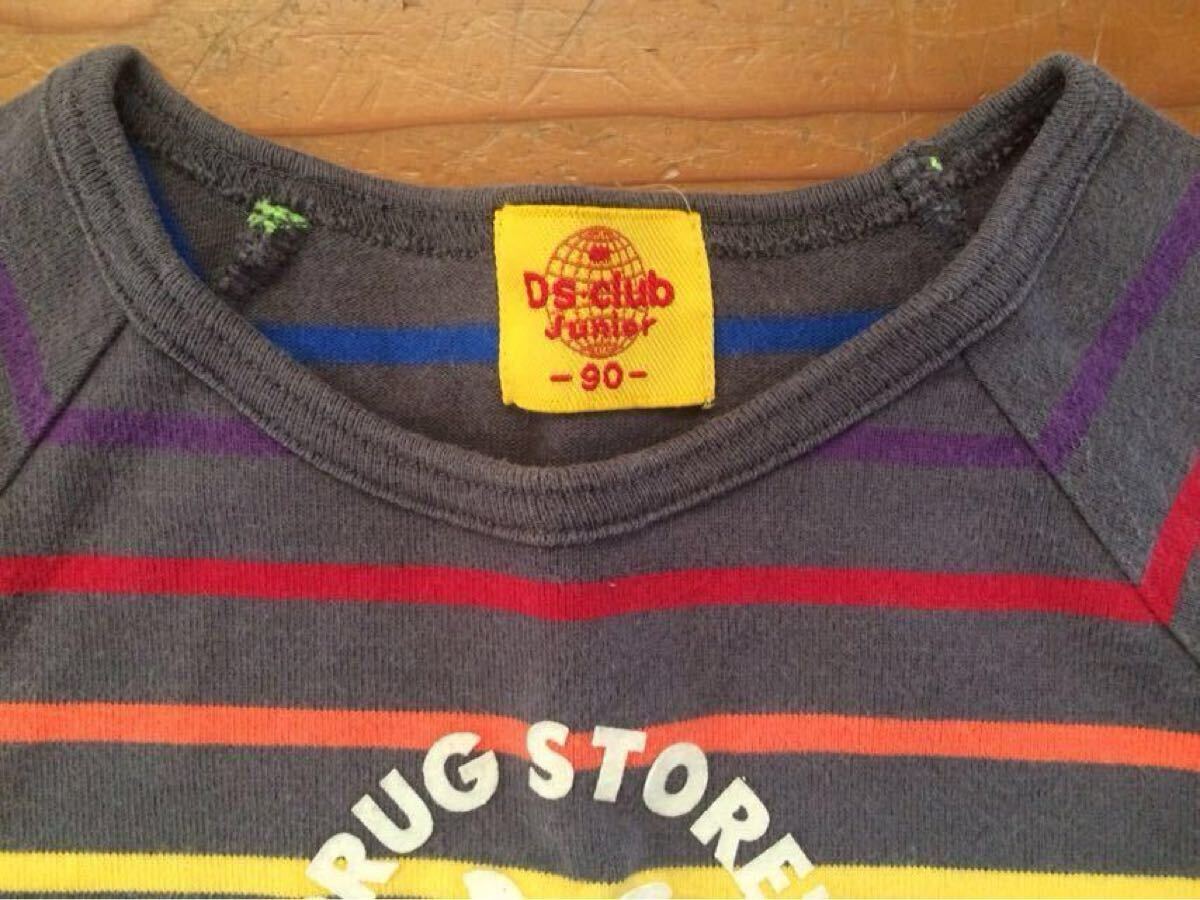 Ds·club
Junior
-90-
RUG STORE'